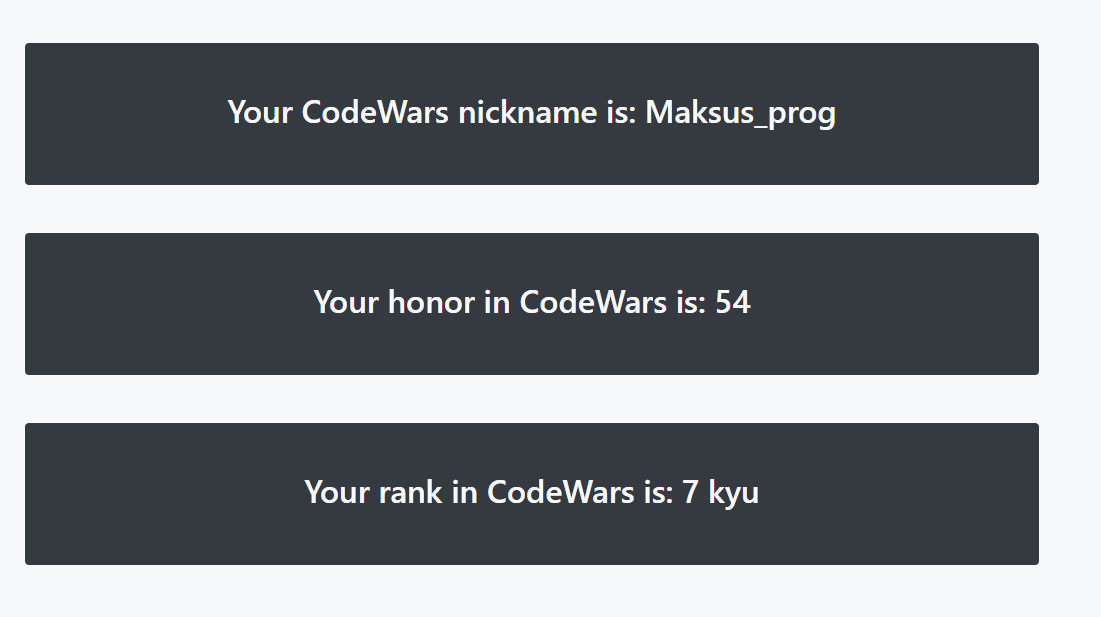 Your CodeWars nickname is: Maksus_prog
Your honor in CodeWars is: 54
Your rank in CodeWars is: 7 kyu